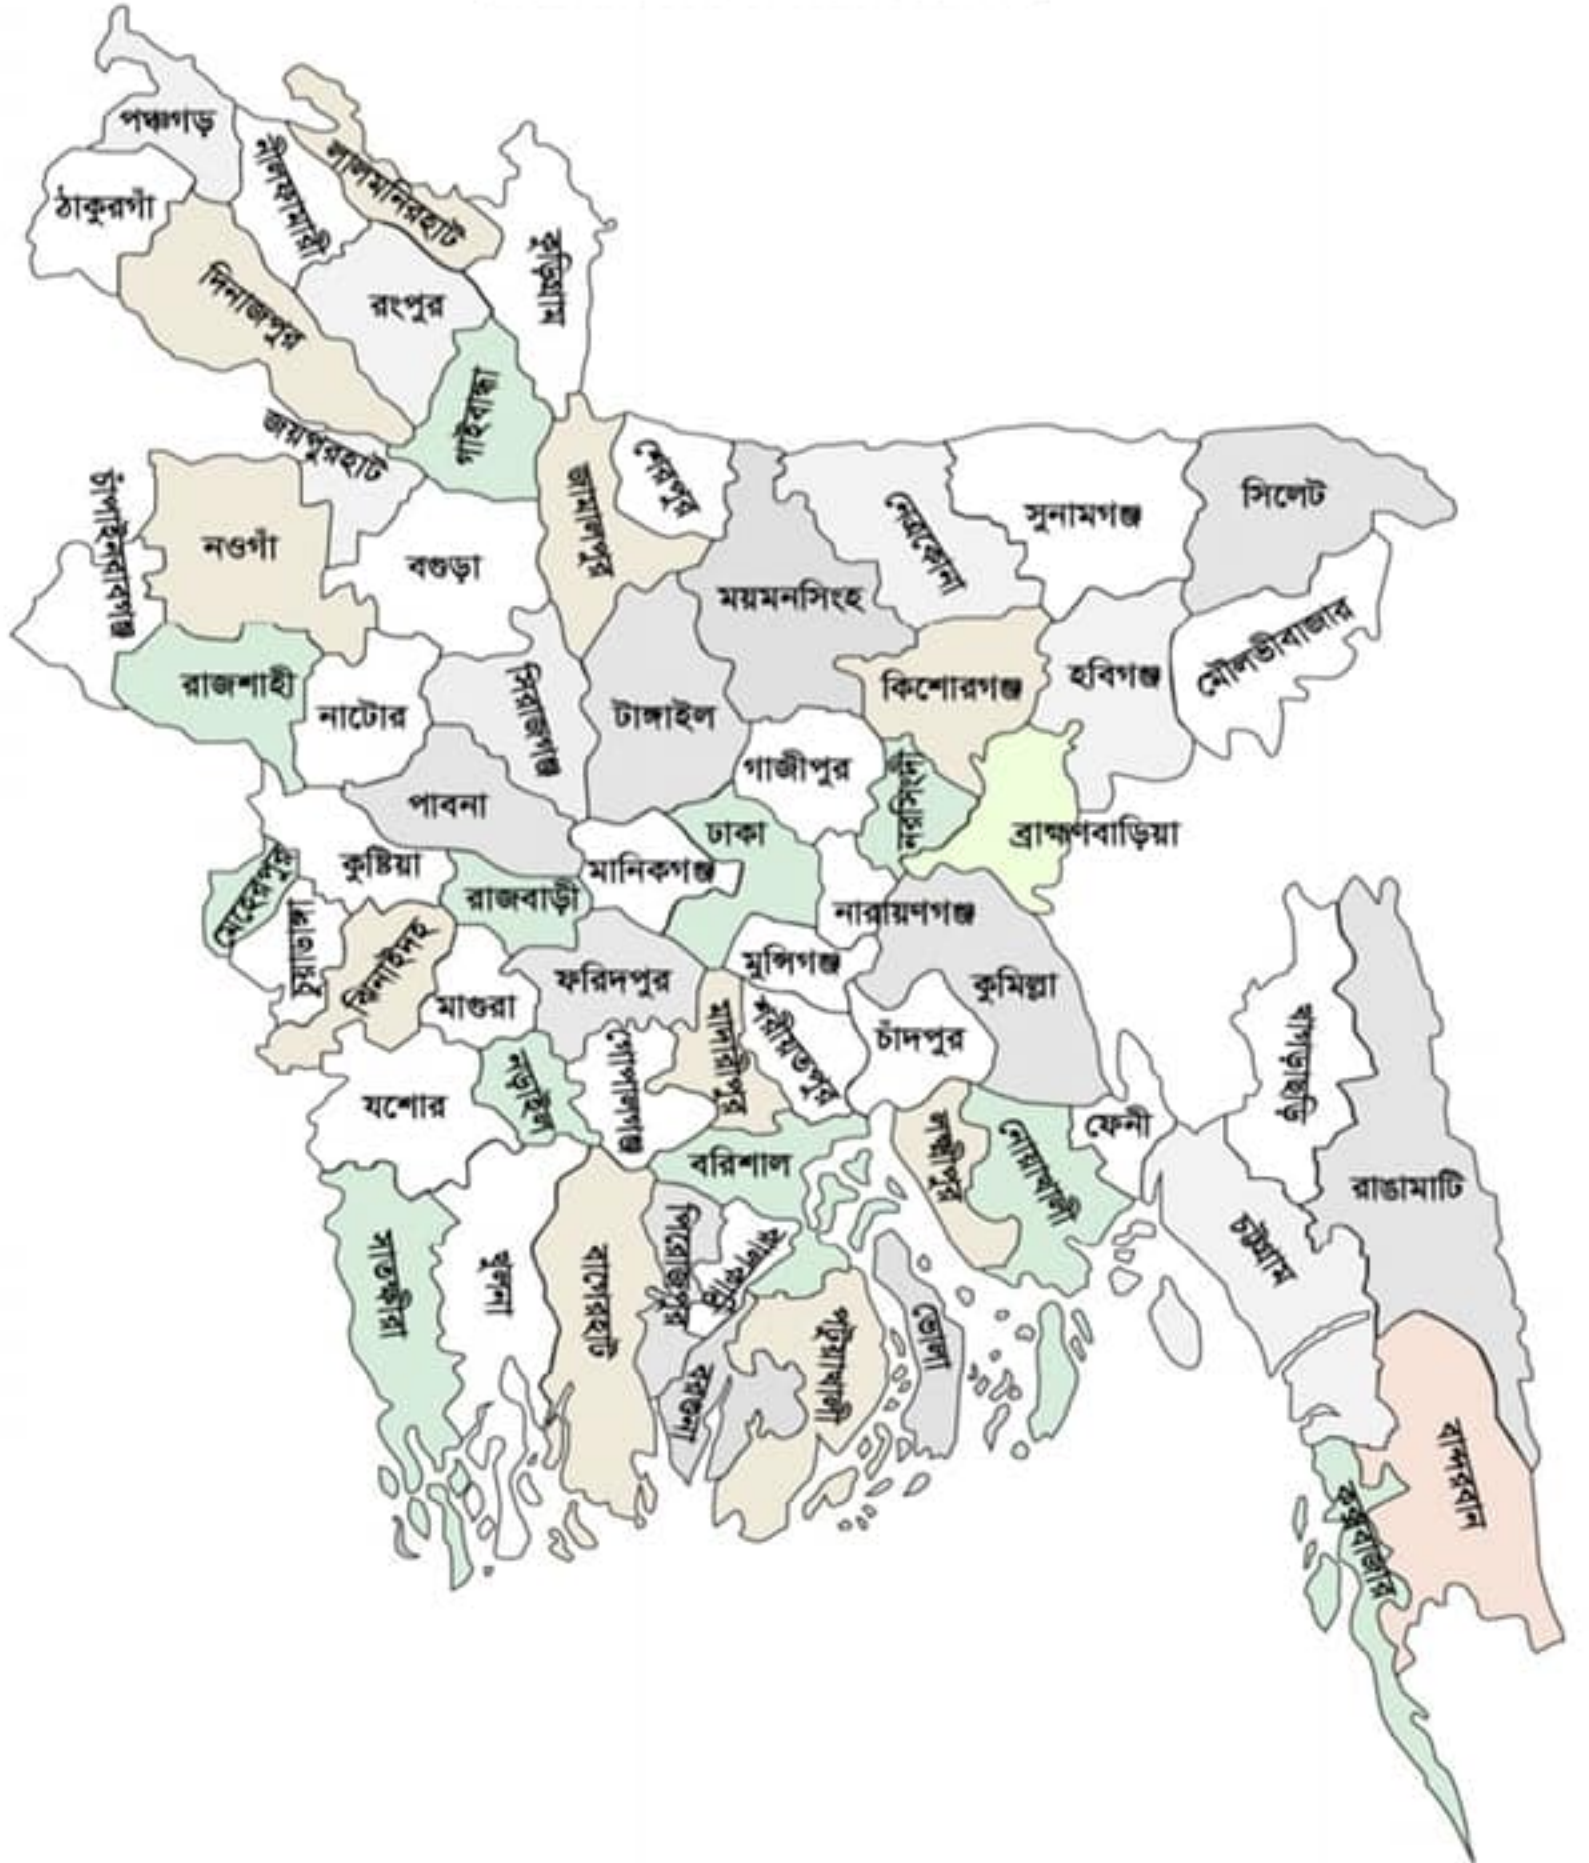 পঞ্চগড়
ঠাকুরগাঁ
নীলফামারী
লালমনিরহাট
কুড়িগ্রাম
দিনাজপুর
রংপুর
গাইবান্ধা
জয়পুরহাট
চাঁপাইনবাবগঞ্জ
নওগাঁ
বগুড়া
জামালপুর
শেরপুর
ময়মনসিংহ
নেত্রকোনা
সুনামগঞ্জ
সিলেট
মৌলভীবাজার
হবিগঞ্জ
কিশোরগঞ্জ
রাজশাহী
নাটোর
সিরাজগঞ্জ
টাঙ্গাইল
গাজীপুর
নরসিংদী
ব্রাহ্মণবাড়িয়া
পাবনা
ঢাকা
কুষ্টিয়া
মেহেরপুর
রাজবাড়ী
মানিকগঞ্জ
নারায়ণগঞ্জ
চুয়াডাঙ্গা
ঝিনাইদহ
মাগুরা
ফরিদপুর
মুন্সিগঞ্জ
কুমিল্লা
চাঁদপুর
শরীয়তপুর
মাদারীপুর
গোপালগঞ্জ
নড়াইল
যশোর
খাগড়াছড়ি
ফেনী
নোয়াখালী
লক্ষ্মীপুর
বরিশাল
রাঙামাটি
চট্টগ্রাম
সাতক্ষীরা
খুলনা
বাগেরহাট
পিরোজপুর
ঝালকাঠি
বরগুনা
পটুয়াখালী
ভোলা
বান্দরবান
কক্সবাজার